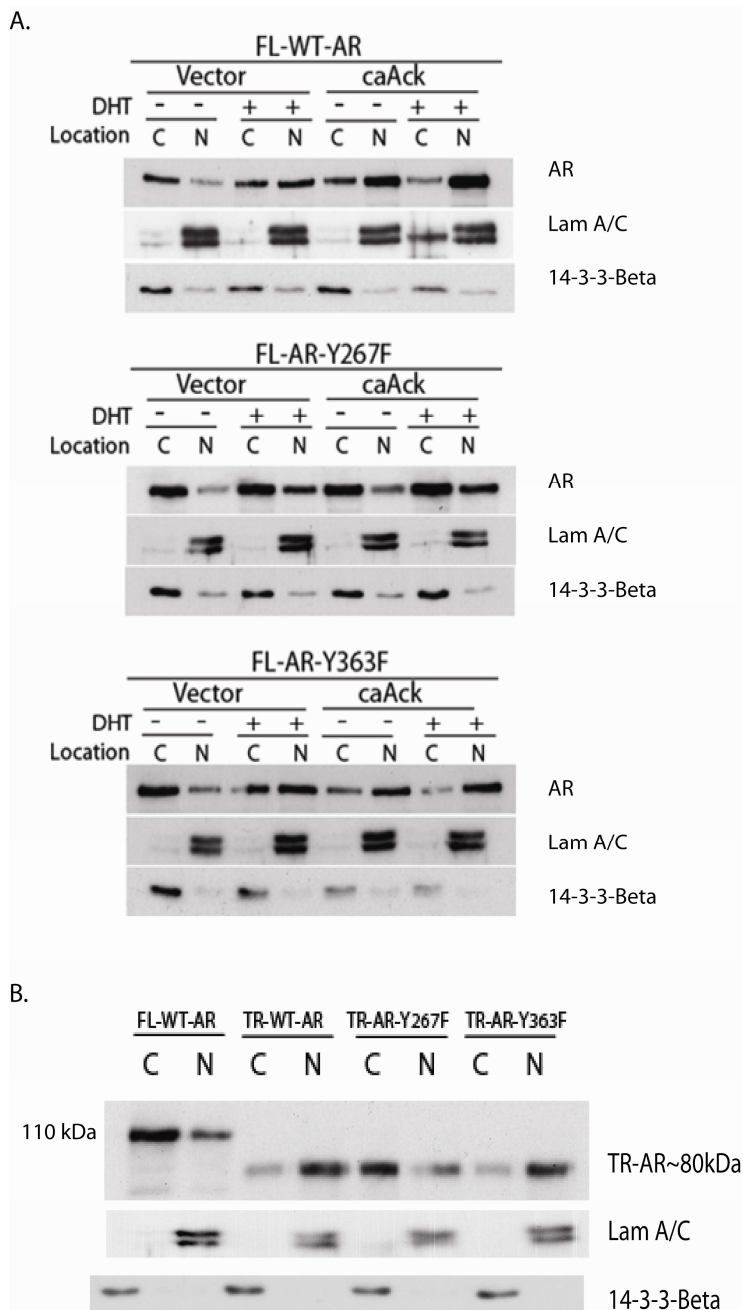 A.
FL-WT-AR
Vector caAck
DHT - - + + - - + +
Location C N C N C N C N
AR
Lam A/C
14-3-3-Beta
FL-AR-Y267F
Vector caAck
DHT - - + + - - + +
Location C N C N C N C N
AR
Lam A/C
14-3-3-Beta
FL-AR-Y363F
Vector caAck
DHT - - + + - - + +
Location C N C N C N C N
AR
Lam A/C
14-3-3-Beta
B.
FL-WT-AR TR-WT-AR TR-AR-Y267F TR-AR-Y363F
C N C N C N C N
110 kDa
TR-AR~80kDa
Lam A/C
14-3-3-Beta